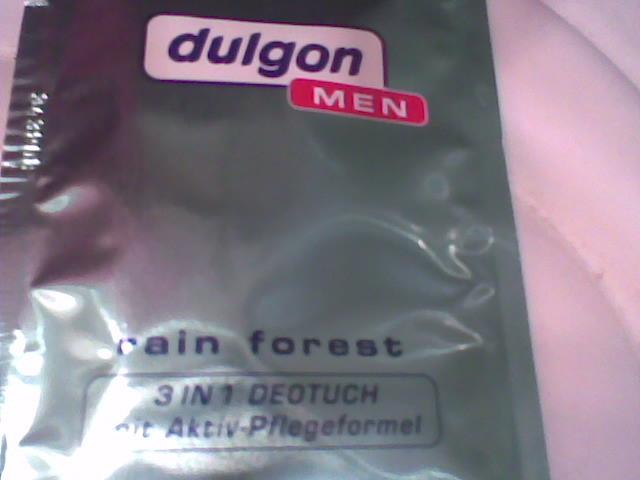 dulgon
MEN
rain forest
3 IN 1 DEOTUCH
mit Aktiv-Pflegeformel